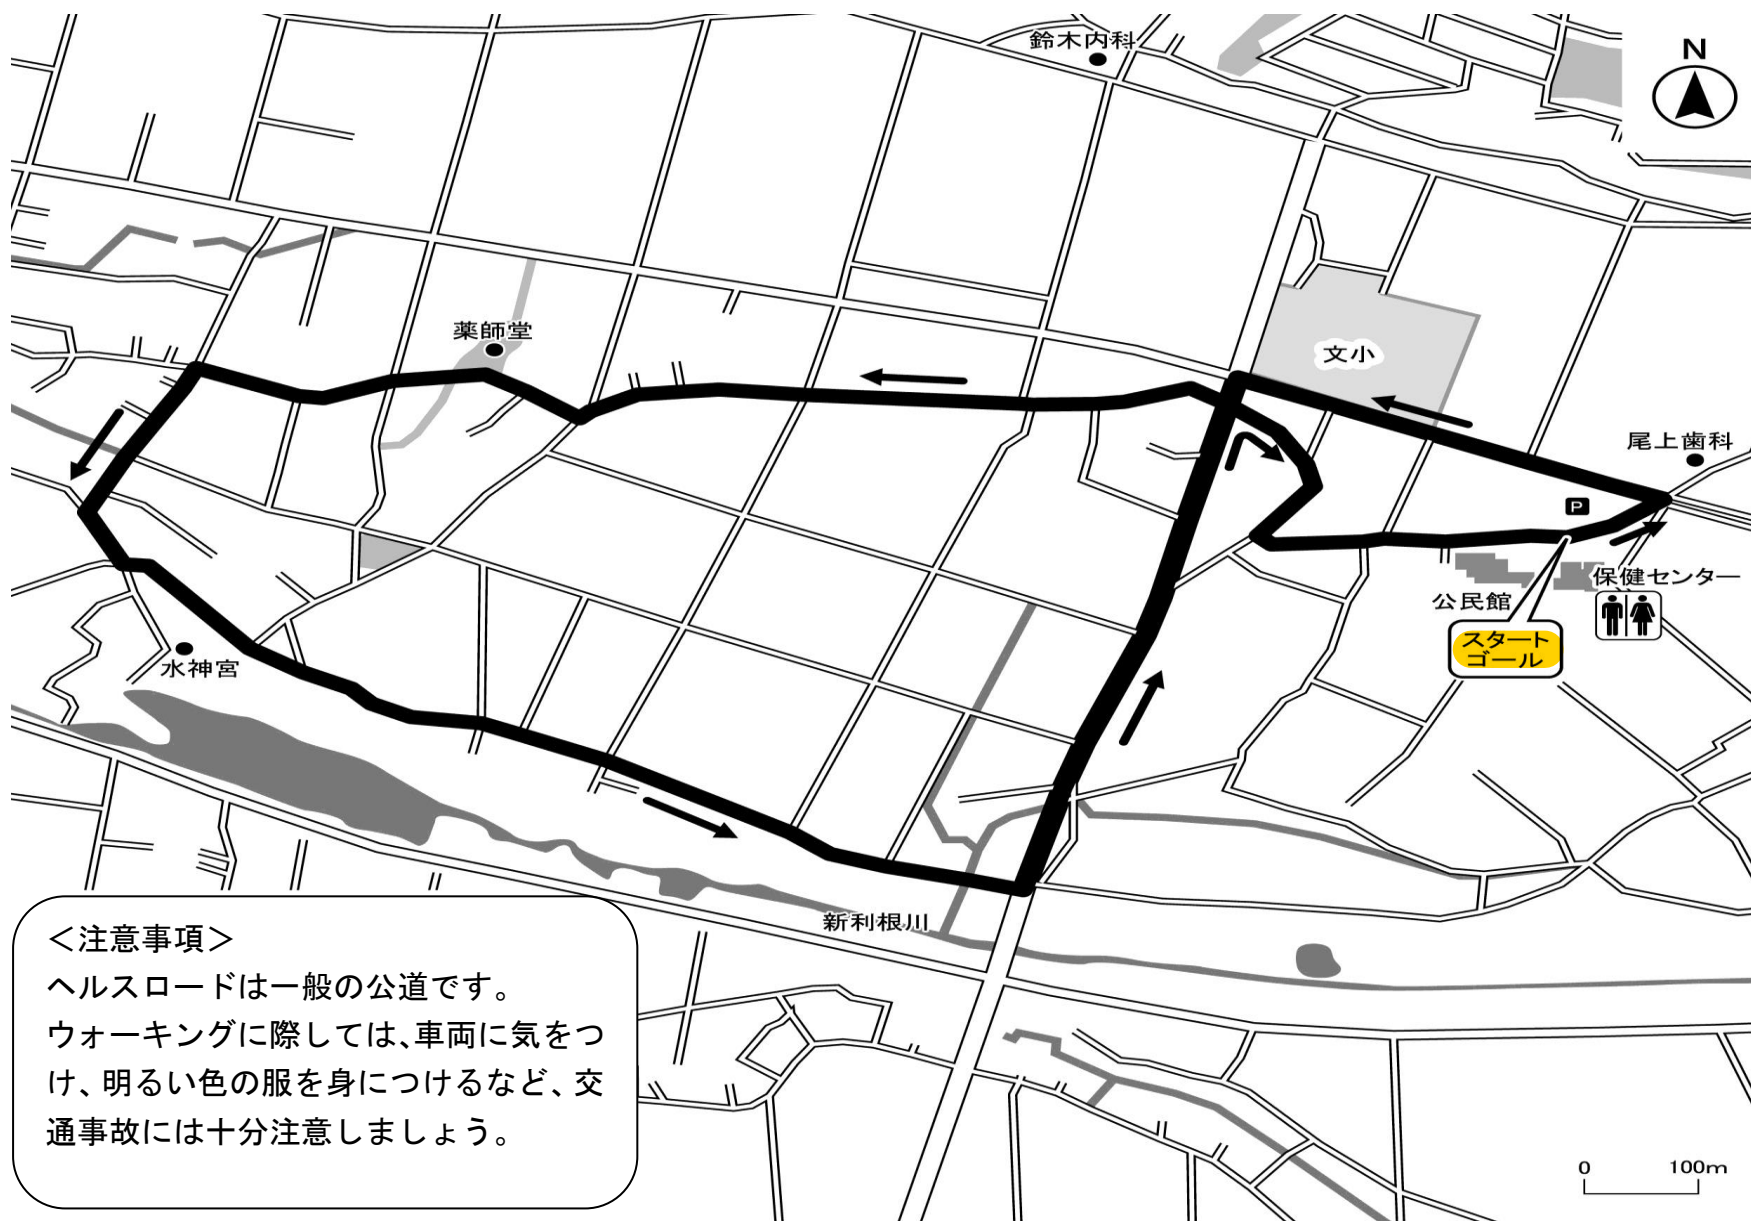 鈴木内科
N
薬師堂
文小
尾上歯科
P
保健センター
公民館
スタート
ゴール
水神宮
新利根川
＜注意事項＞
ヘルスロードは一般の公道です。
ウォーキングに際しては、車両に気をつ
け、明るい色の服を身につけるなど、交
通事故には十分注意しましょう。
0 100m